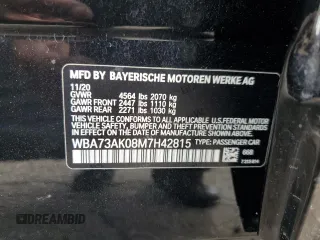 MFD BY BAYERISCHE MOTOREN WERKE AG
11/20
GVWR 4564 lbs 2070 kg
GAWR FRONT 2447 lbs 1110 kg
GAWR REAR 2271 lbs 1030 kg
THIS VEHICLE CONFORMS TO ALL APPLICABLE U.S. FEDERAL MOTOR
VEHICLE SAFETY, BUMPER, AND THEFT PREVENTION STANDARDS IN
EFFECT ON THE DATE OF MANUFACTURE SHOWN ABOVE.
WBA73AK08M7H42815 TYPE: PASSENGER CAR
668
DREAMBID